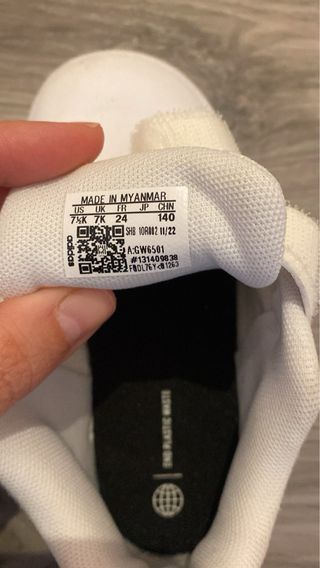 MADE IN MYANMAR
US UK FR JP CHN
7½K 7K 24 140
SHB 11/22
A:GW6501
#131409838
adidas
END PLASTIC WASTE